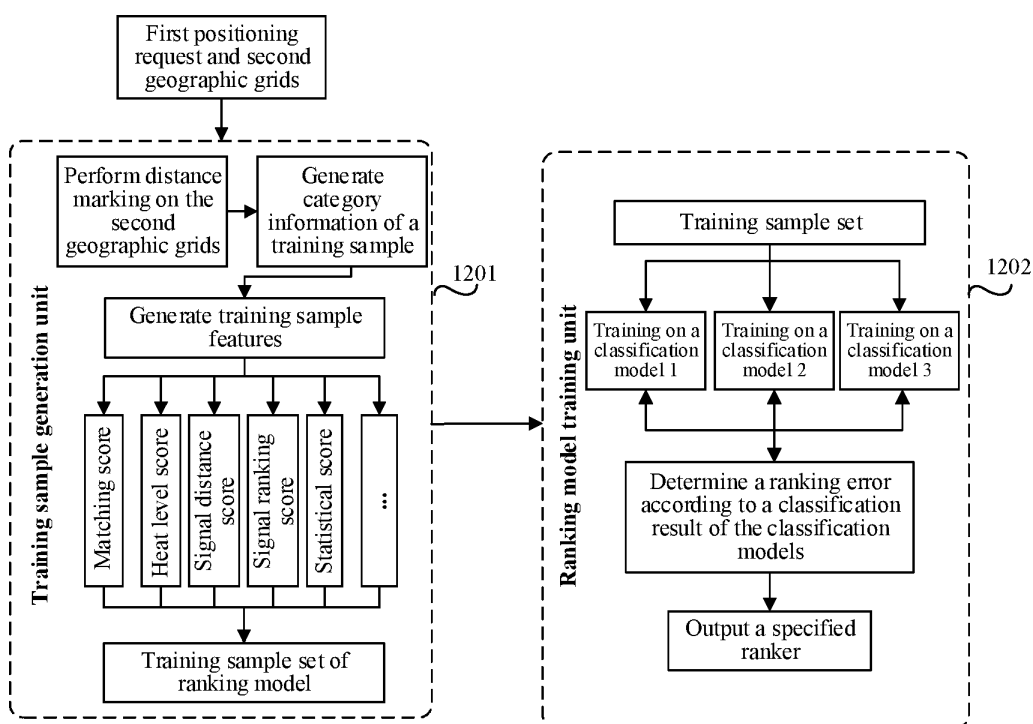 First positioning
request and second
geographic grids
Perform distance
marking on the
second
geographic grids
Generate
category
information of a
training sample
Generate training sample
features
Matching score
Heat level score
Signal distance
score
Signal ranking
score
Statistical score
...
Training sample set of
ranking model
Training sample generation unit
1201
Ranking model training unit
1202
Training sample set
Training on a
classification
model 1
Training on a
classification
model 2
Training on a
classification
model 3
Determine a ranking error
according to a classification
result of the classification
models
Output a specified
ranker